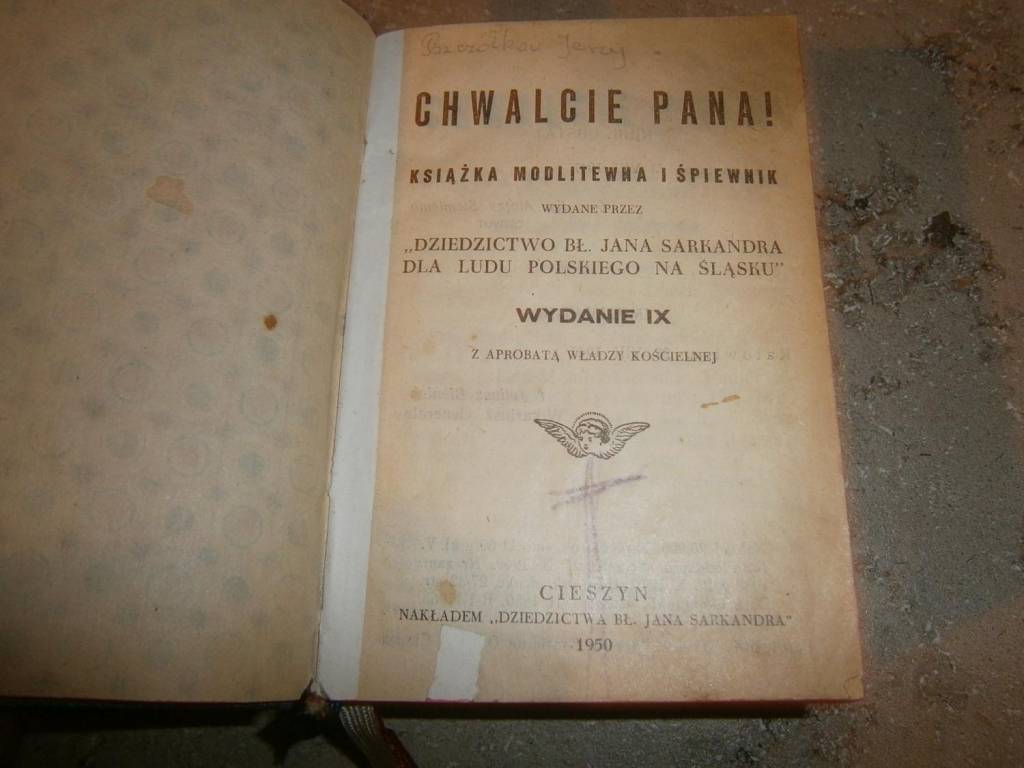 Jerzy
CHWALCIE PANA!
KSIĄŻKA MODLITEWNA I ŚPIEWNIK
WYDANE PRZEZ
„DZIEDZICTWO BŁ. JANA SARKANDRA
DLA LUDU POLSKIEGO NA ŚLĄSKU"
WYDANIE IX
Z APROBATĄ WŁADZY KOŚCIELNEJ
CIESZYN
NAKŁADEM „DZIEDZICTWA BŁ. JANA SARKANDRA"
1950